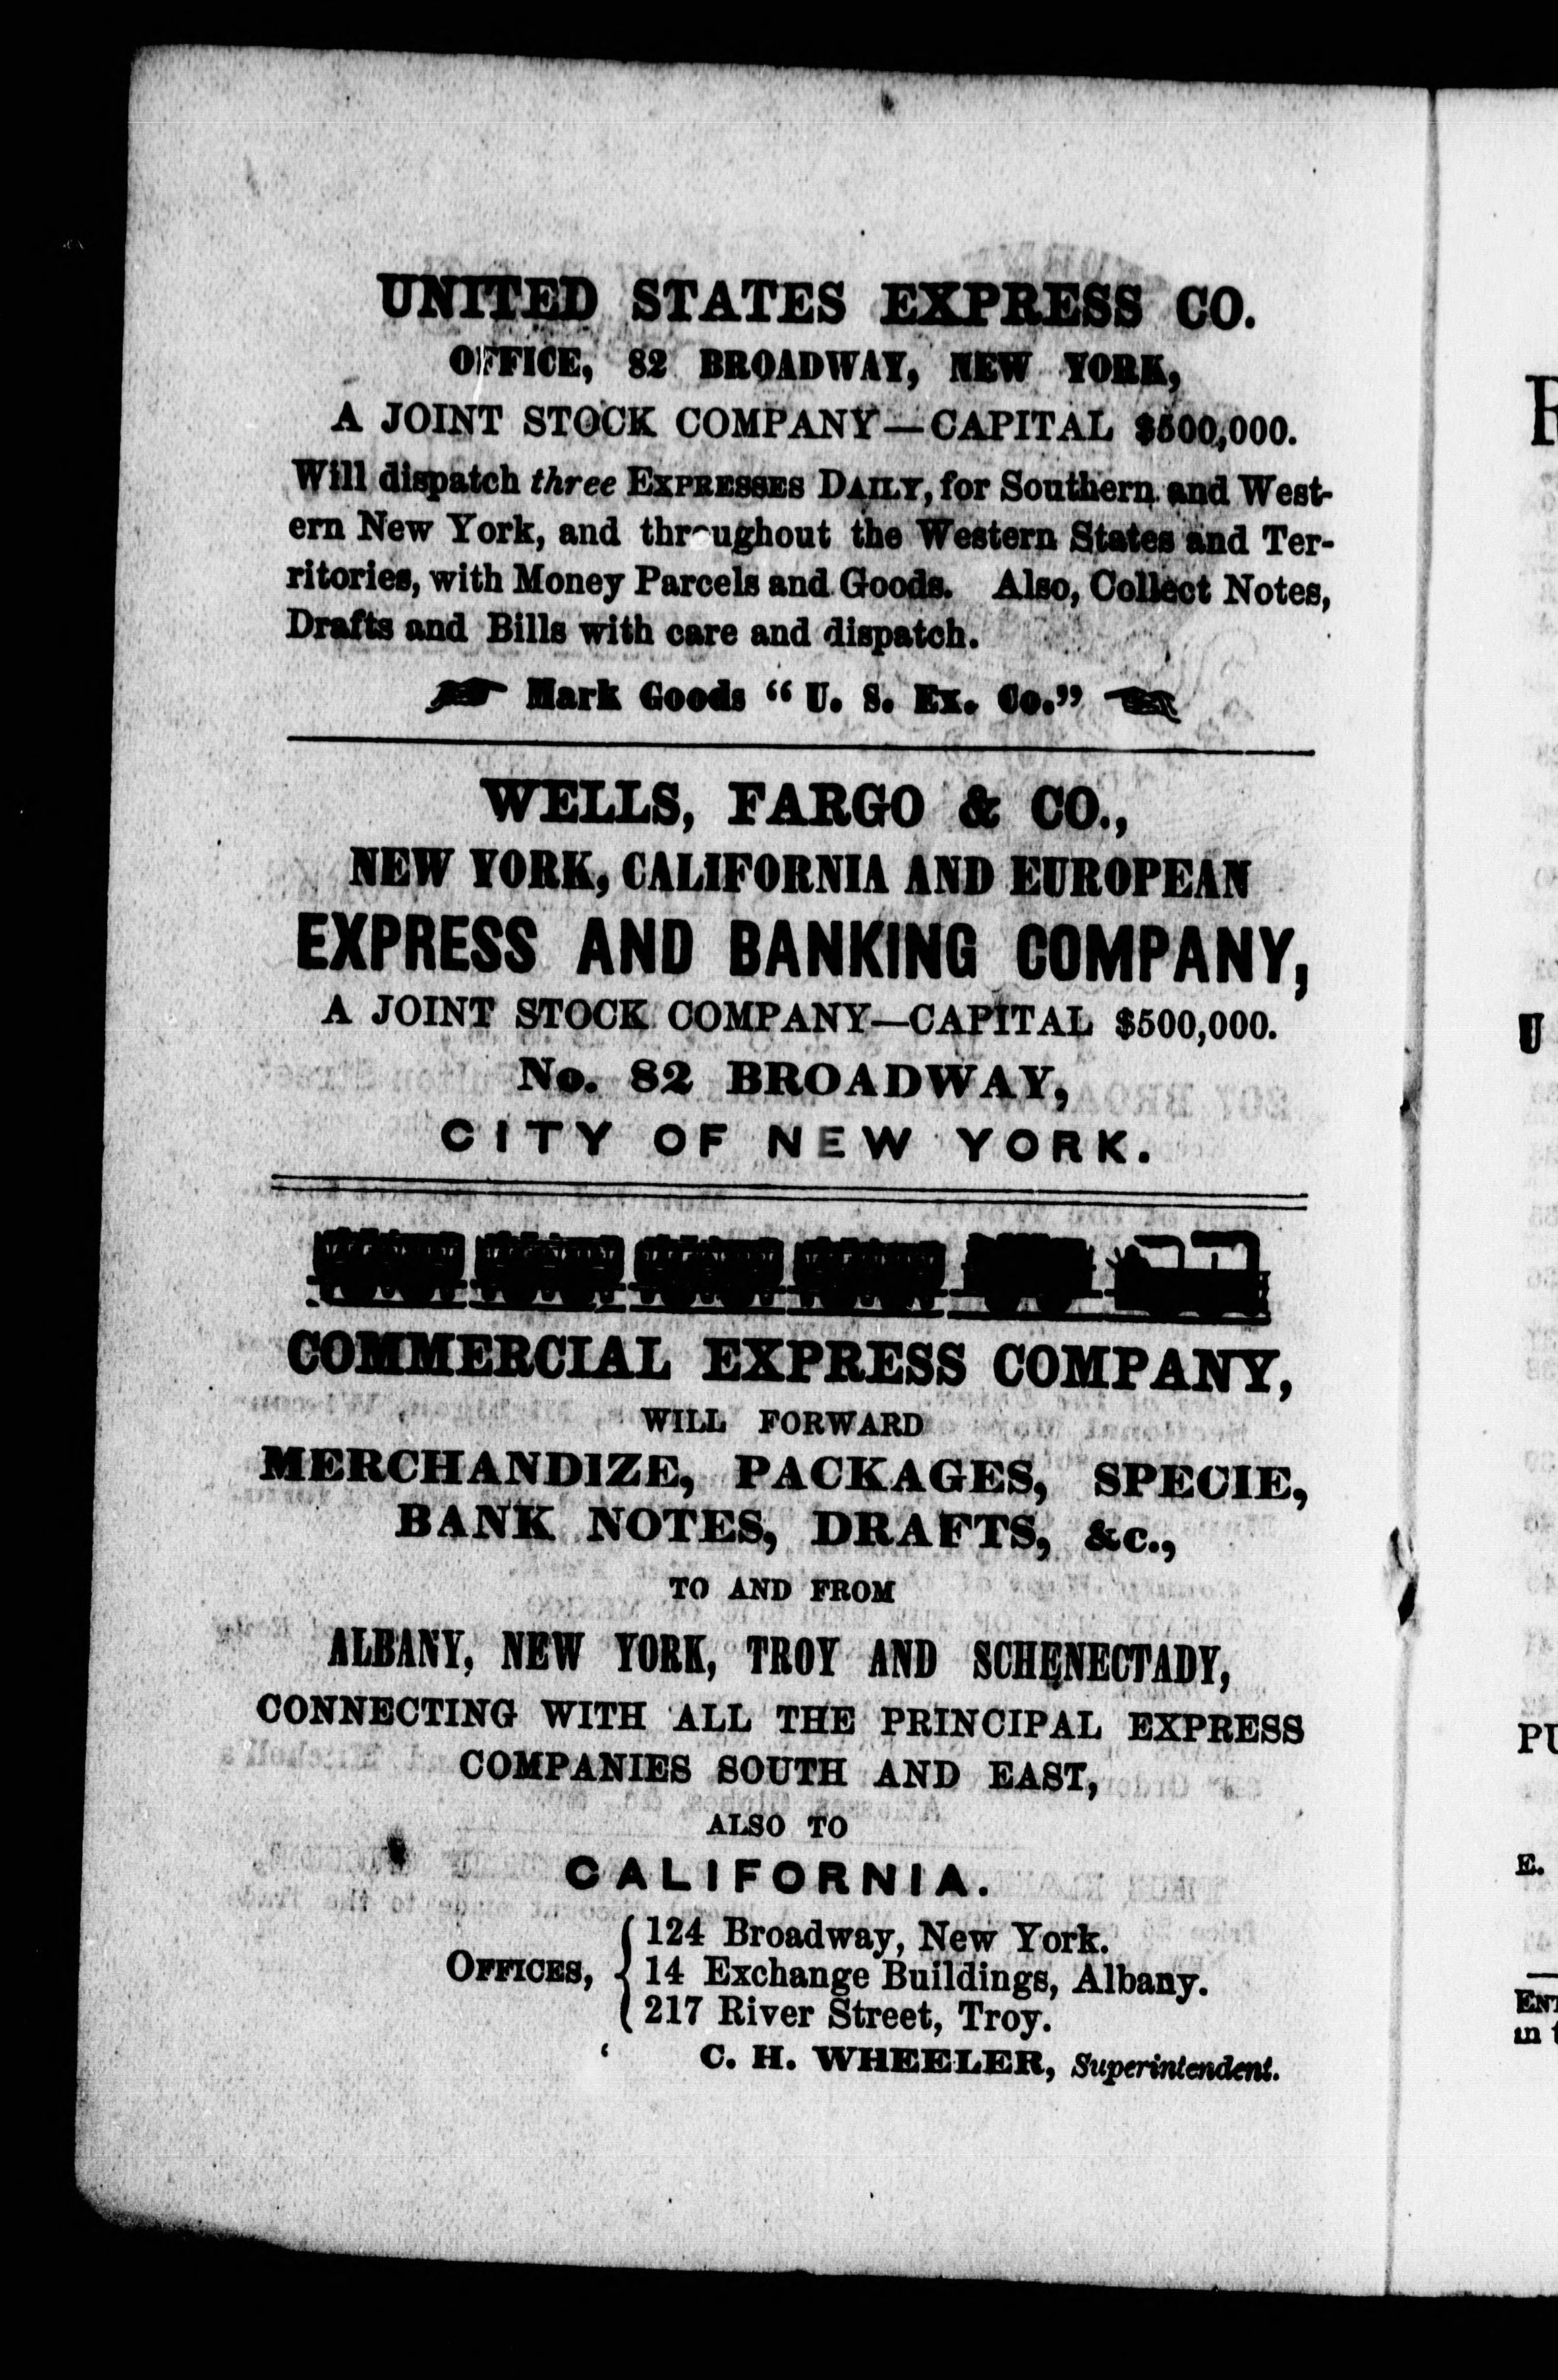 UNITED STATES EXPRESS CO.
OFFICE, 82 BROADWAY, NEW YORK,
A JOINT STOCK COMPANY—CAPITAL $500,000.
Will dispatch three EXPRESSES DAILY, for Southern and West-
ern New York, and throughout the Western States and Ter-
ritories, with Money Parcels and Goods. Also, Collect Notes,
Drafts and Bills with care and dispatch.
☛ Mark Goods "U. S. Ex. Co." ☚
WELLS, FARGO & CO.,
NEW YORK, CALIFORNIA AND EUROPEAN
EXPRESS AND BANKING COMPANY,
A JOINT STOCK COMPANY—CAPITAL $500,000.
No. 82 BROADWAY,
CITY OF NEW YORK.
COMMERCIAL EXPRESS COMPANY,
WILL FORWARD
MERCHANDIZE, PACKAGES, SPECIE,
BANK NOTES, DRAFTS, &c.,
TO AND FROM
ALBANY, NEW YORK, TROY AND SCHENECTADY,
CONNECTING WITH ALL THE PRINCIPAL EXPRESS
COMPANIES SOUTH AND EAST,
ALSO TO
CALIFORNIA.
124 Broadway, New York.
OFFICES, { 14 Exchange Buildings, Albany.
217 River Street, Troy.
C. H. WHEELER, Superintendent.
U
PU
E.
ENT
in t